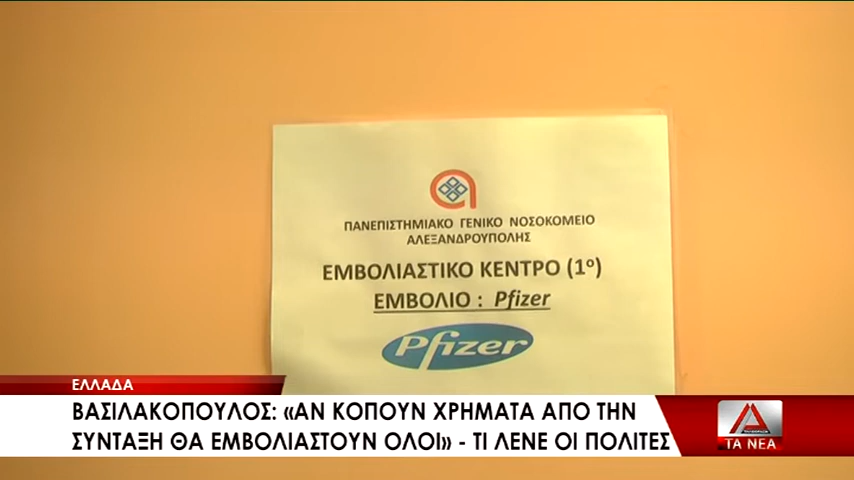 ΠΑΝΕΠΙΣΤΗΜΙΑΚΟ ΓΕΝΙΚΟ ΝΟΣΟΚΟΜΕΙΟ
ΑΛΕΞΑΝΔΡΟΥΠΟΛΗΣ
ΕΜΒΟΛΙΑΣΤΙΚΟ ΚΕΝΤΡΟ (1ο)
ΕΜΒΟΛΙΟ : Pfizer
Pfizer
ΕΛΛΑΔΑ
ΒΑΣΙΛΑΚΟΠΟΥΛΟΣ: «ΑΝ ΚΟΠΟΥΝ ΧΡΗΜΑΤΑ ΑΠΟ ΤΗΝ
ΣΥΝΤΑΞΗ ΘΑ ΕΜΒΟΛΙΑΣΤΟΥΝ ΟΛΟΙ» - ΤΙ ΛΕΝΕ ΟΙ ΠΟΛΙΤΕΣ
ΤΑ ΝΕΑ